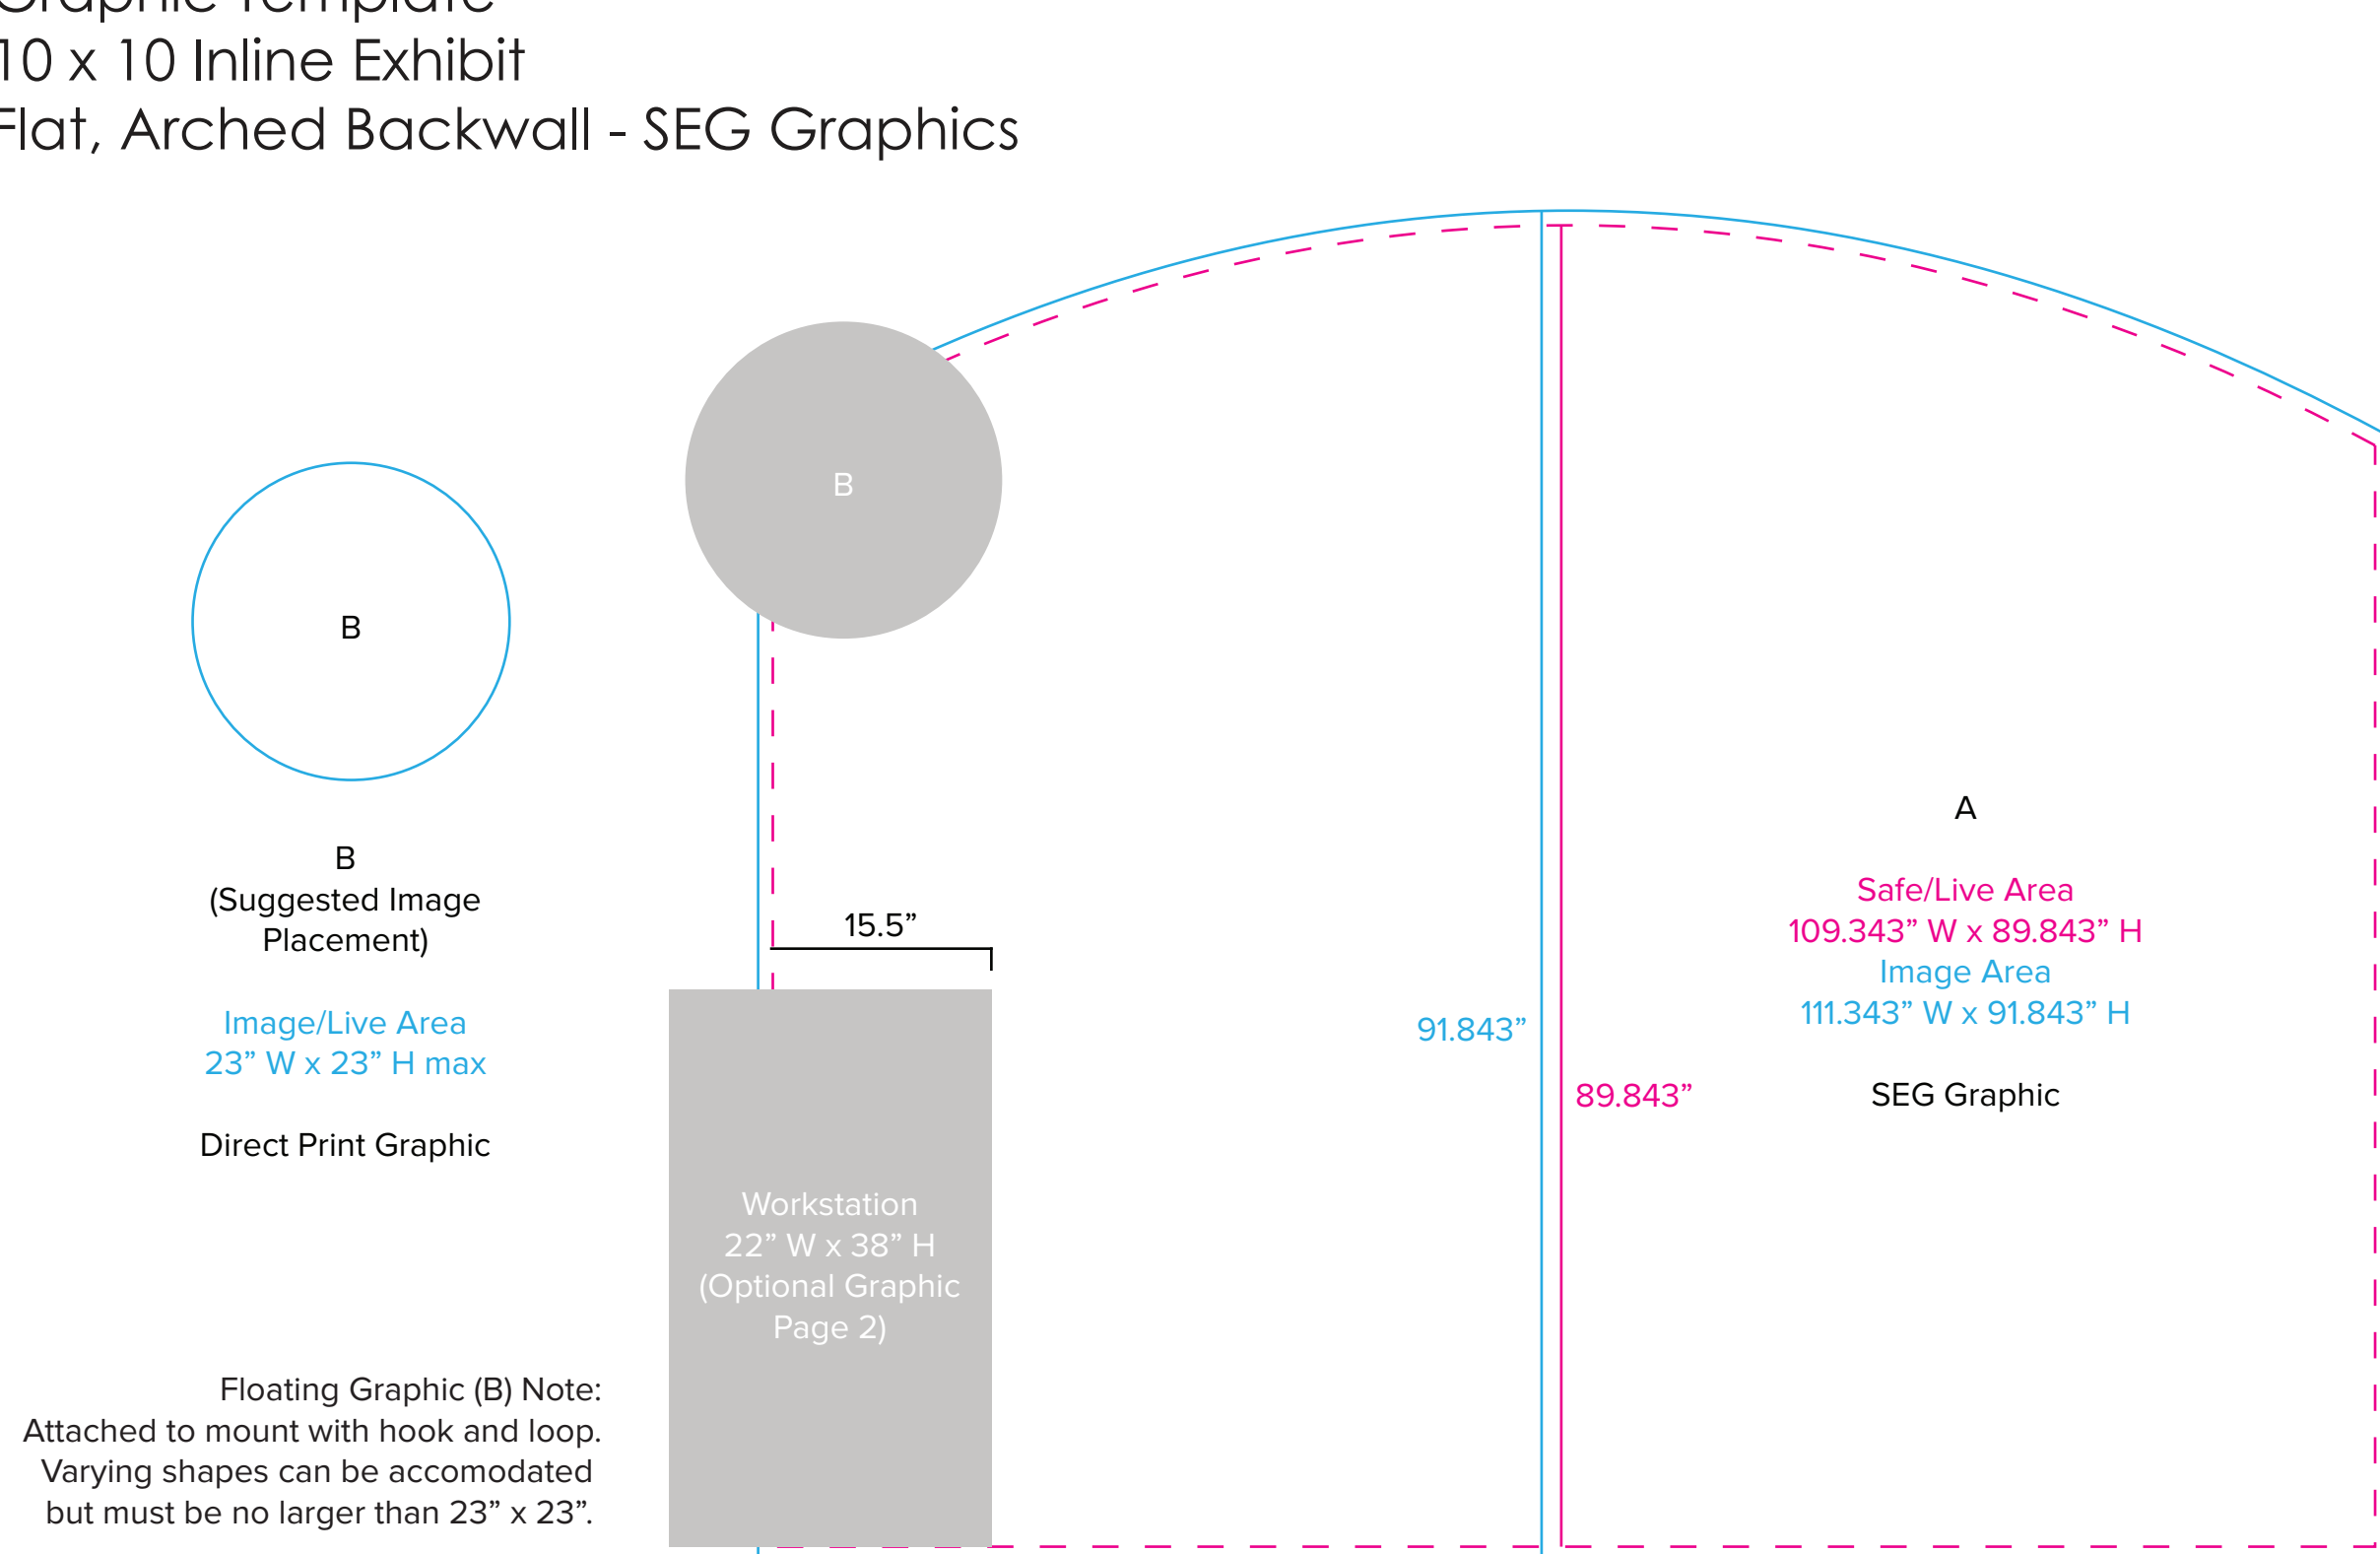 Graphic Template
10 x 10 Inline Exhibit
Flat, Arched Backwall - SEG Graphics
B
B
B
(Suggested Image
Placement)
Image/Live Area
23” W x 23” H max
Direct Print Graphic
Floating Graphic (B) Note:
Attached to mount with hook and loop.
Varying shapes can be accomodated
but must be no larger than 23” x 23”.
15.5”
Workstation
22” W x 38” H
(Optional Graphic
Page 2)
91.843”
89.843”
A
Safe/Live Area
109.343” W x 89.843” H
Image Area
111.343” W x 91.843” H
SEG Graphic